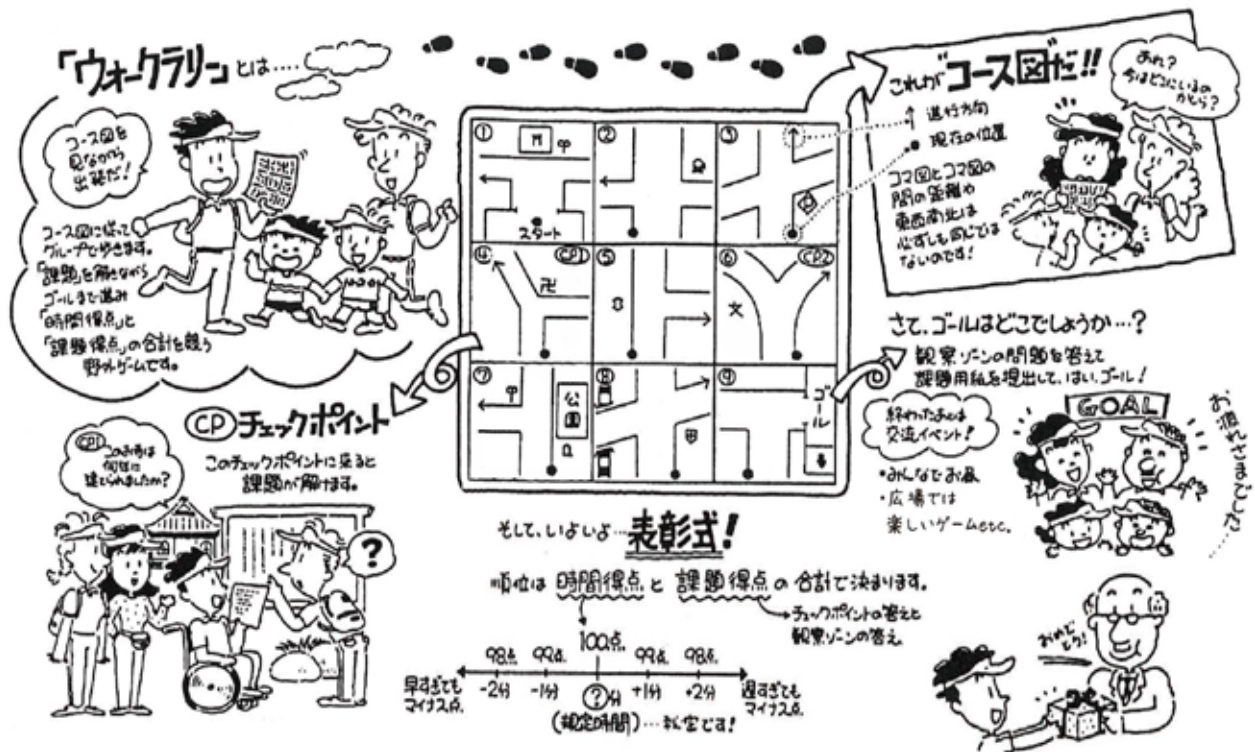 「ウォークラリー」とは‥‥
コース図を
見ながら
出発だ！
コース図に従って
グループで歩きます。
「課題」を解きながら
ゴールまで進み
「時間得点」と
「課題得点」の合計を競う
野外ゲームです。
① スタート
②
③
④ CP1 卍
⑤
⑥ CP2 文
⑦ 公園
⑧
⑨ ゴール
これが"コース図"だ!!
進行方向
現在の位置
コマ図とコマ図の
間の距離や
東西南北は
必ずしも同じでは
ないのです！
あれ？
今はどこにいるの
かしら？
さて、ゴールはどこでしょうか…？
観察ゾーンの問題を答えて
課題用紙を提出して、はい、ゴール！
終わったあとは
交流イベント！
・みんなでお風呂
・広場では
楽しいゲームetc.
GOAL
お疲れさまでした……
CP チェックポイント
このチェックポイントに来ると
課題が解けます。
CP1 このお寺は
何年に
建てられましたか？
?
そして、いよいよ…表彰式！
順位は 時間得点 と 課題得点 の 合計で決まります。
チェックポイントの答えと
観察ゾーンの答え
98点 99点 100点 99点 98点
-2分 -1分 ?分 +1分 +2分
早すぎても
マイナス点
遅すぎても
マイナス点
(規定時間)…秘密です！
おめで
とう！